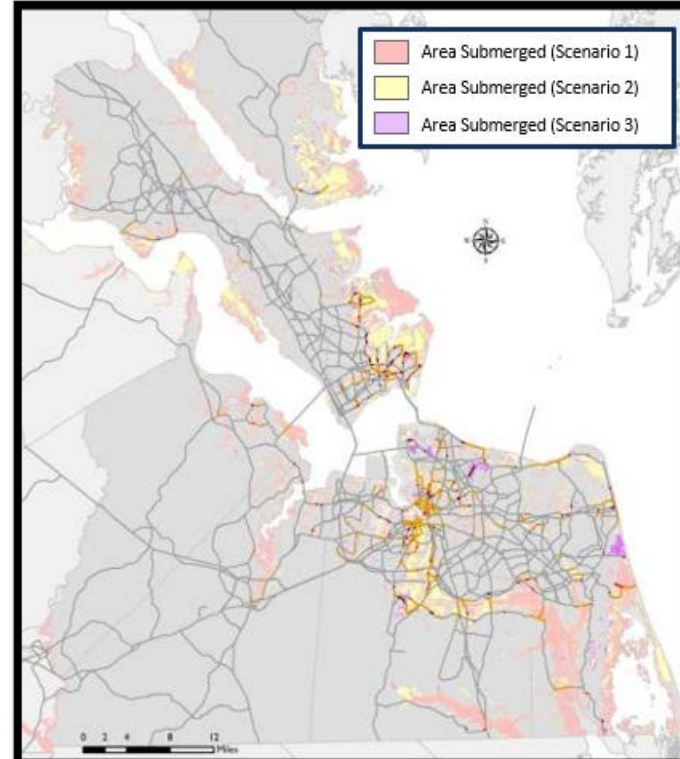 Area Submerged (Scenario 1)
Area Submerged (Scenario 2)
Area Submerged (Scenario 3)
N
W E
S
0 2 4 8 12
Miles